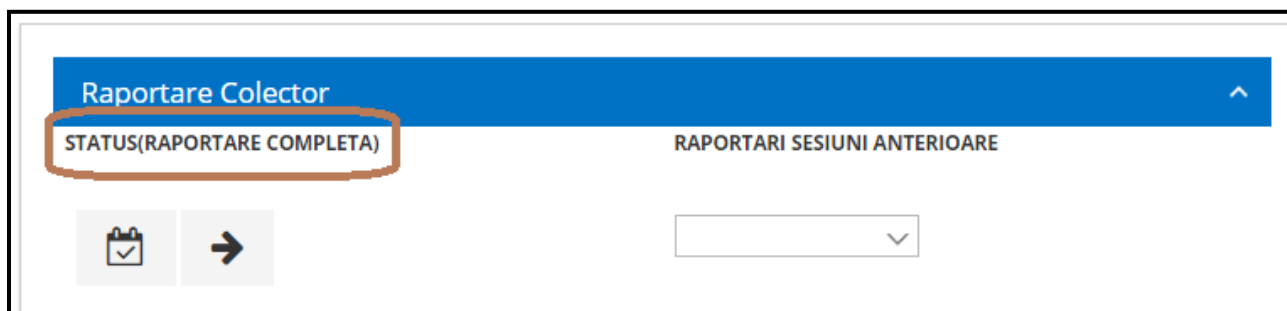 Raportare Colector
STATUS(RAPORTARE COMPLETA)
RAPORTARI SESIUNI ANTERIOARE